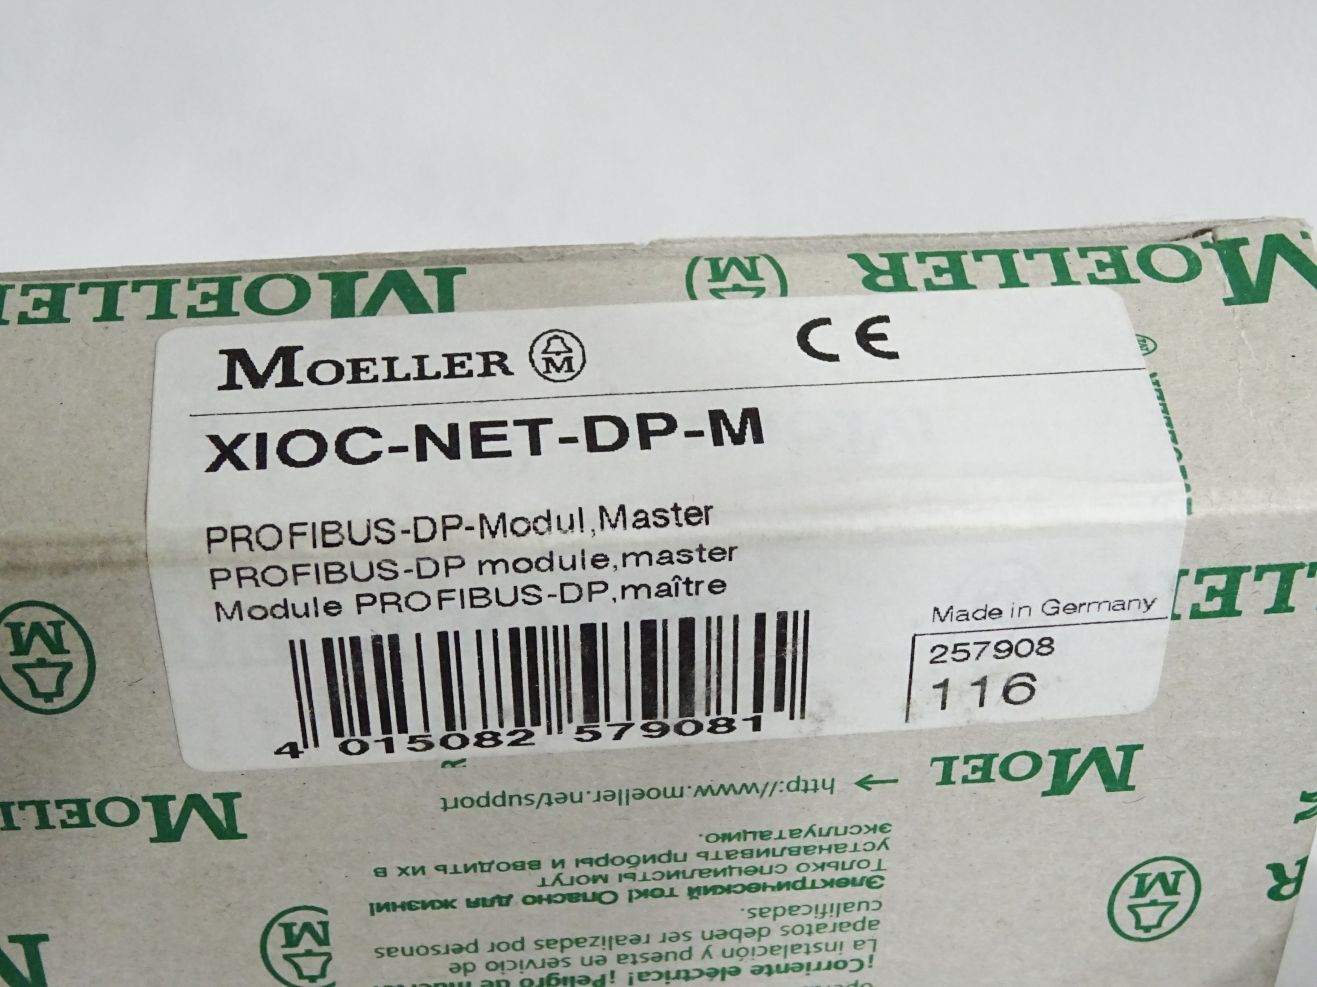 MOELLER
MOELLER
MOELLER
CE
XIOC-NET-DP-M
PROFIBUS-DP-Modul,Master
PROFIBUS-DP module,master
Module PROFIBUS-DP,maître
Made in Germany
257908
116
4 015082 579081
MOEL
http://www.moeller.net/support
MOELL
¡Corriente eléctrica! ¡Peligro de
La instalación y puesta en servicio de
aparatos deben ser realizadas por personas
cualificadas.
Электрический ток! Опасно для жизни!
Только специалисты могут
устанавливать приборы и вводить их в
эксплуатацию.